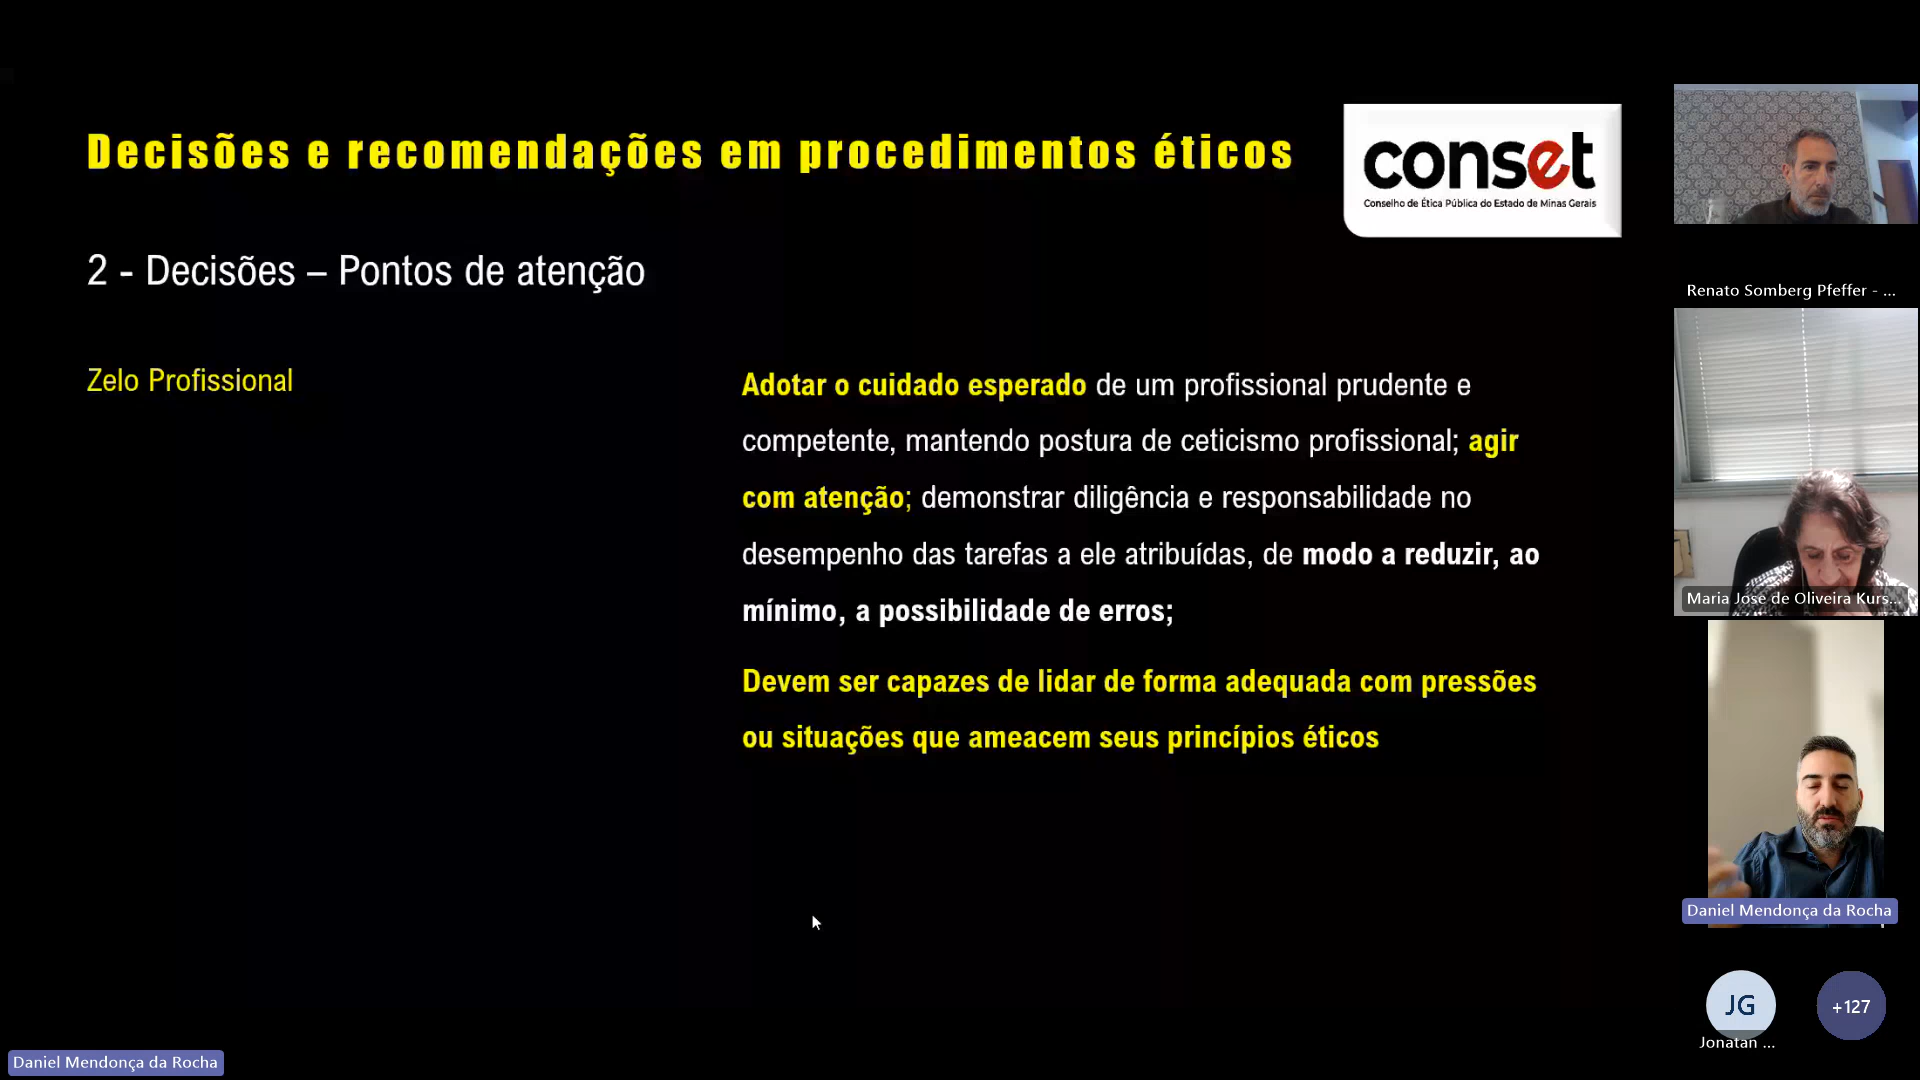 Decisões e recomendações em procedimentos éticos
conset
Conselho de Ética Pública do Estado de Minas Gerais
2 - Decisões – Pontos de atenção
Zelo Profissional
Adotar o cuidado esperado de um profissional prudente e
competente, mantendo postura de ceticismo profissional; agir
com atenção; demonstrar diligência e responsabilidade no
desempenho das tarefas a ele atribuídas, de modo a reduzir, ao
mínimo, a possibilidade de erros;
Devem ser capazes de lidar de forma adequada com pressões
ou situações que ameacem seus princípios éticos
Renato Somberg Pfeffer - ...
Maria José de Oliveira Kurs...
Daniel Mendonça da Rocha
JG
+127
Jonatan ...
Daniel Mendonça da Rocha